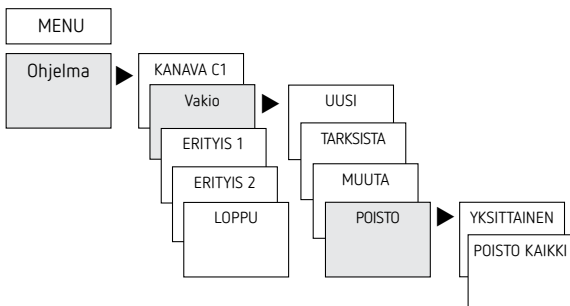 MENU
Ohjelma
KANAVA C1
Vakio
ERITYIS 1
ERITYIS 2
LOPPU
UUSI
TARKSISTA
MUUTA
POISTO
YKSITTAINEN
POISTO KAIKKI